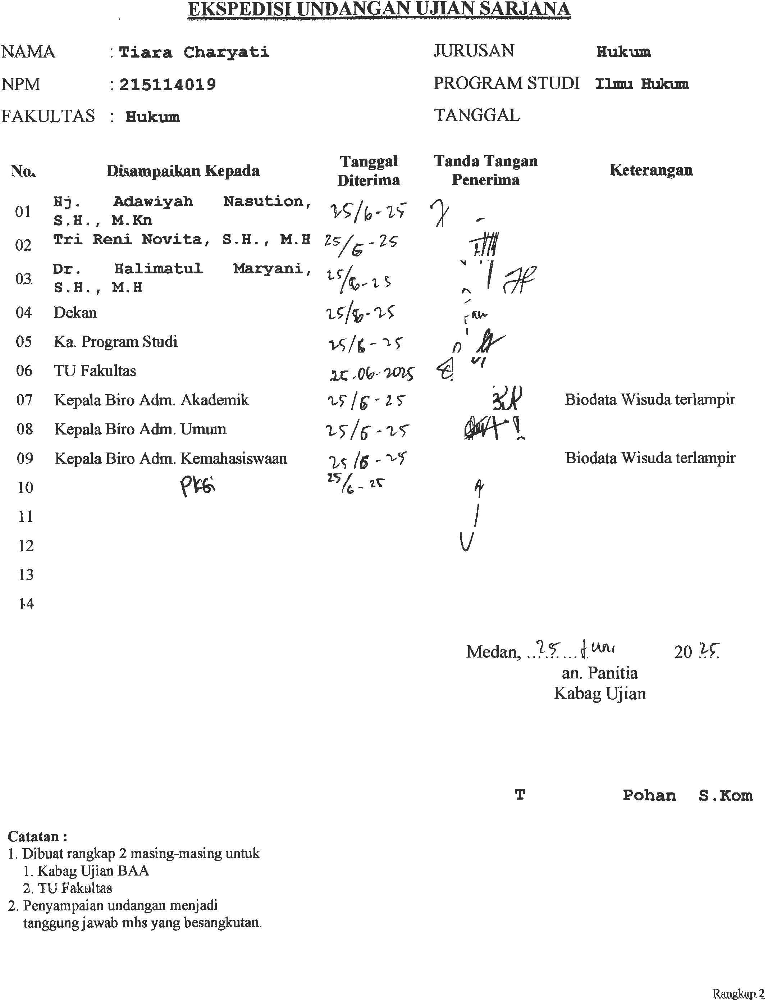 EKSPEDISI UNDANGAN UJIAN SARJANA
NAMA : Tiara Charyati JURUSAN Hukum
NPM : 215114019 PROGRAM STUDI Ilmu Hukum
FAKULTAS : Hukum TANGGAL
No. Disampaikan Kepada Tanggal Diterima Tanda Tangan Penerima Keterangan
01 Hj. Adawiyah Nasution, S.H., M.Kn 25/6-25
02 Tri Reni Novita, S.H., M.H 25/6-25
03. Dr. Halimatul Maryani, S.H., M.H 25/6-25
04 Dekan 25/6-25
05 Ka. Program Studi 25/6-25
06 TU Fakultas 25-06-2025
07 Kepala Biro Adm. Akademik 25/6-25 Biodata Wisuda terlampir
08 Kepala Biro Adm. Umum 25/6-25
09 Kepala Biro Adm. Kemahasiswaan 25/6-25 Biodata Wisuda terlampir
10 25/6-25
11
12
13
14
Medan, 25 Juni 2025
an. Panitia
Kabag Ujian
T Pohan S.Kom
Catatan :
1. Dibuat rangkap 2 masing-masing untuk
1. Kabag Ujian BAA
2. TU Fakultas
2. Penyampaian undangan menjadi
tanggung jawab mhs yang besangkutan.
Rangkap 2